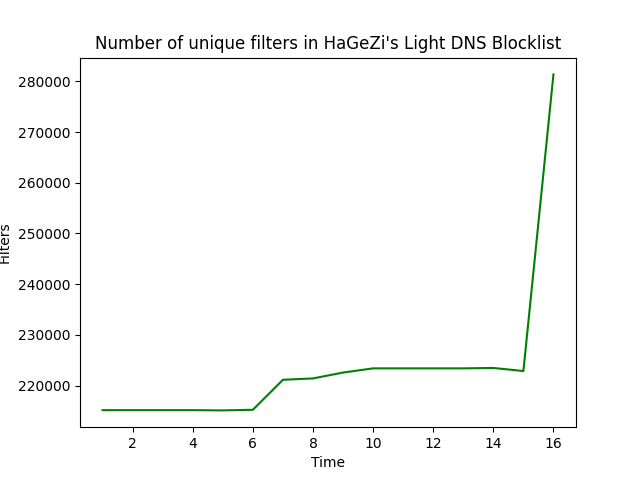 Number of unique filters in HaGeZi's Light DNS Blocklist
280000
270000
260000
250000
240000
230000
220000
Filters
2 4 6 8 10 12 14 16
Time